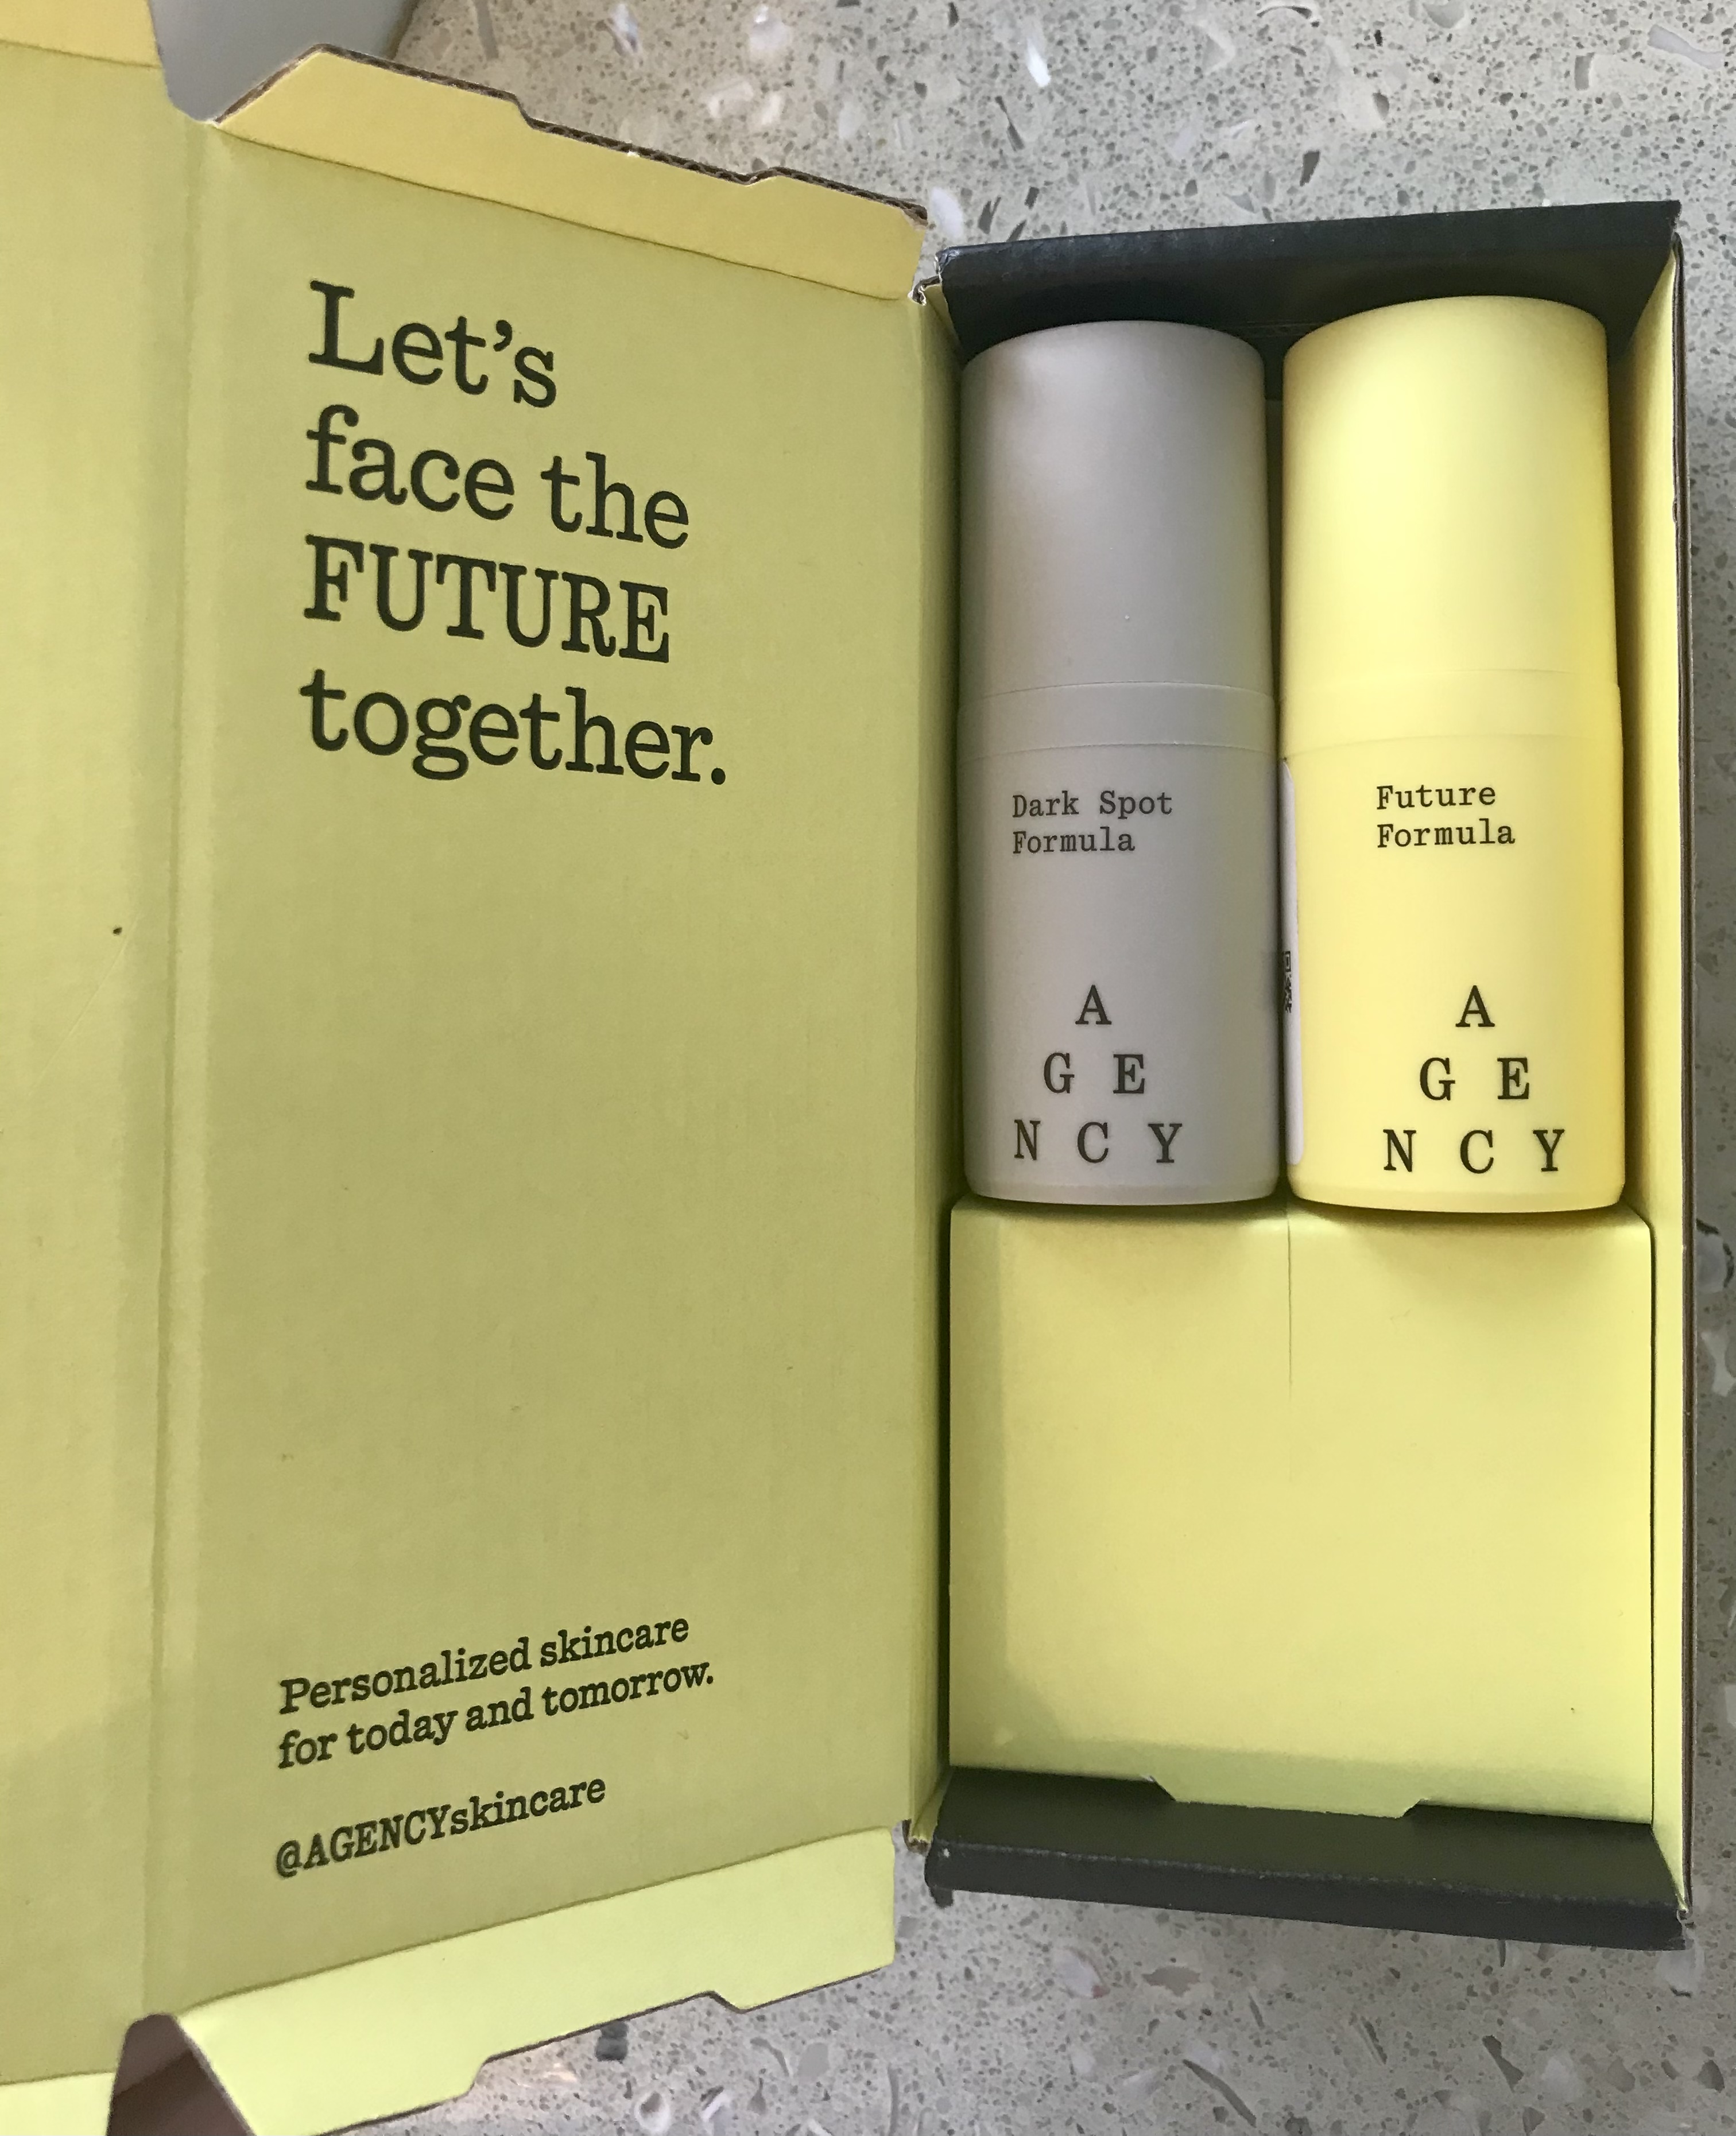 Let's
face the
FUTURE
together.
Personalized skincare
for today and tomorrow.
@AGENCYskincare
Dark Spot
Formula
A
G E
N C Y
Future
Formula
A
G E
N C Y